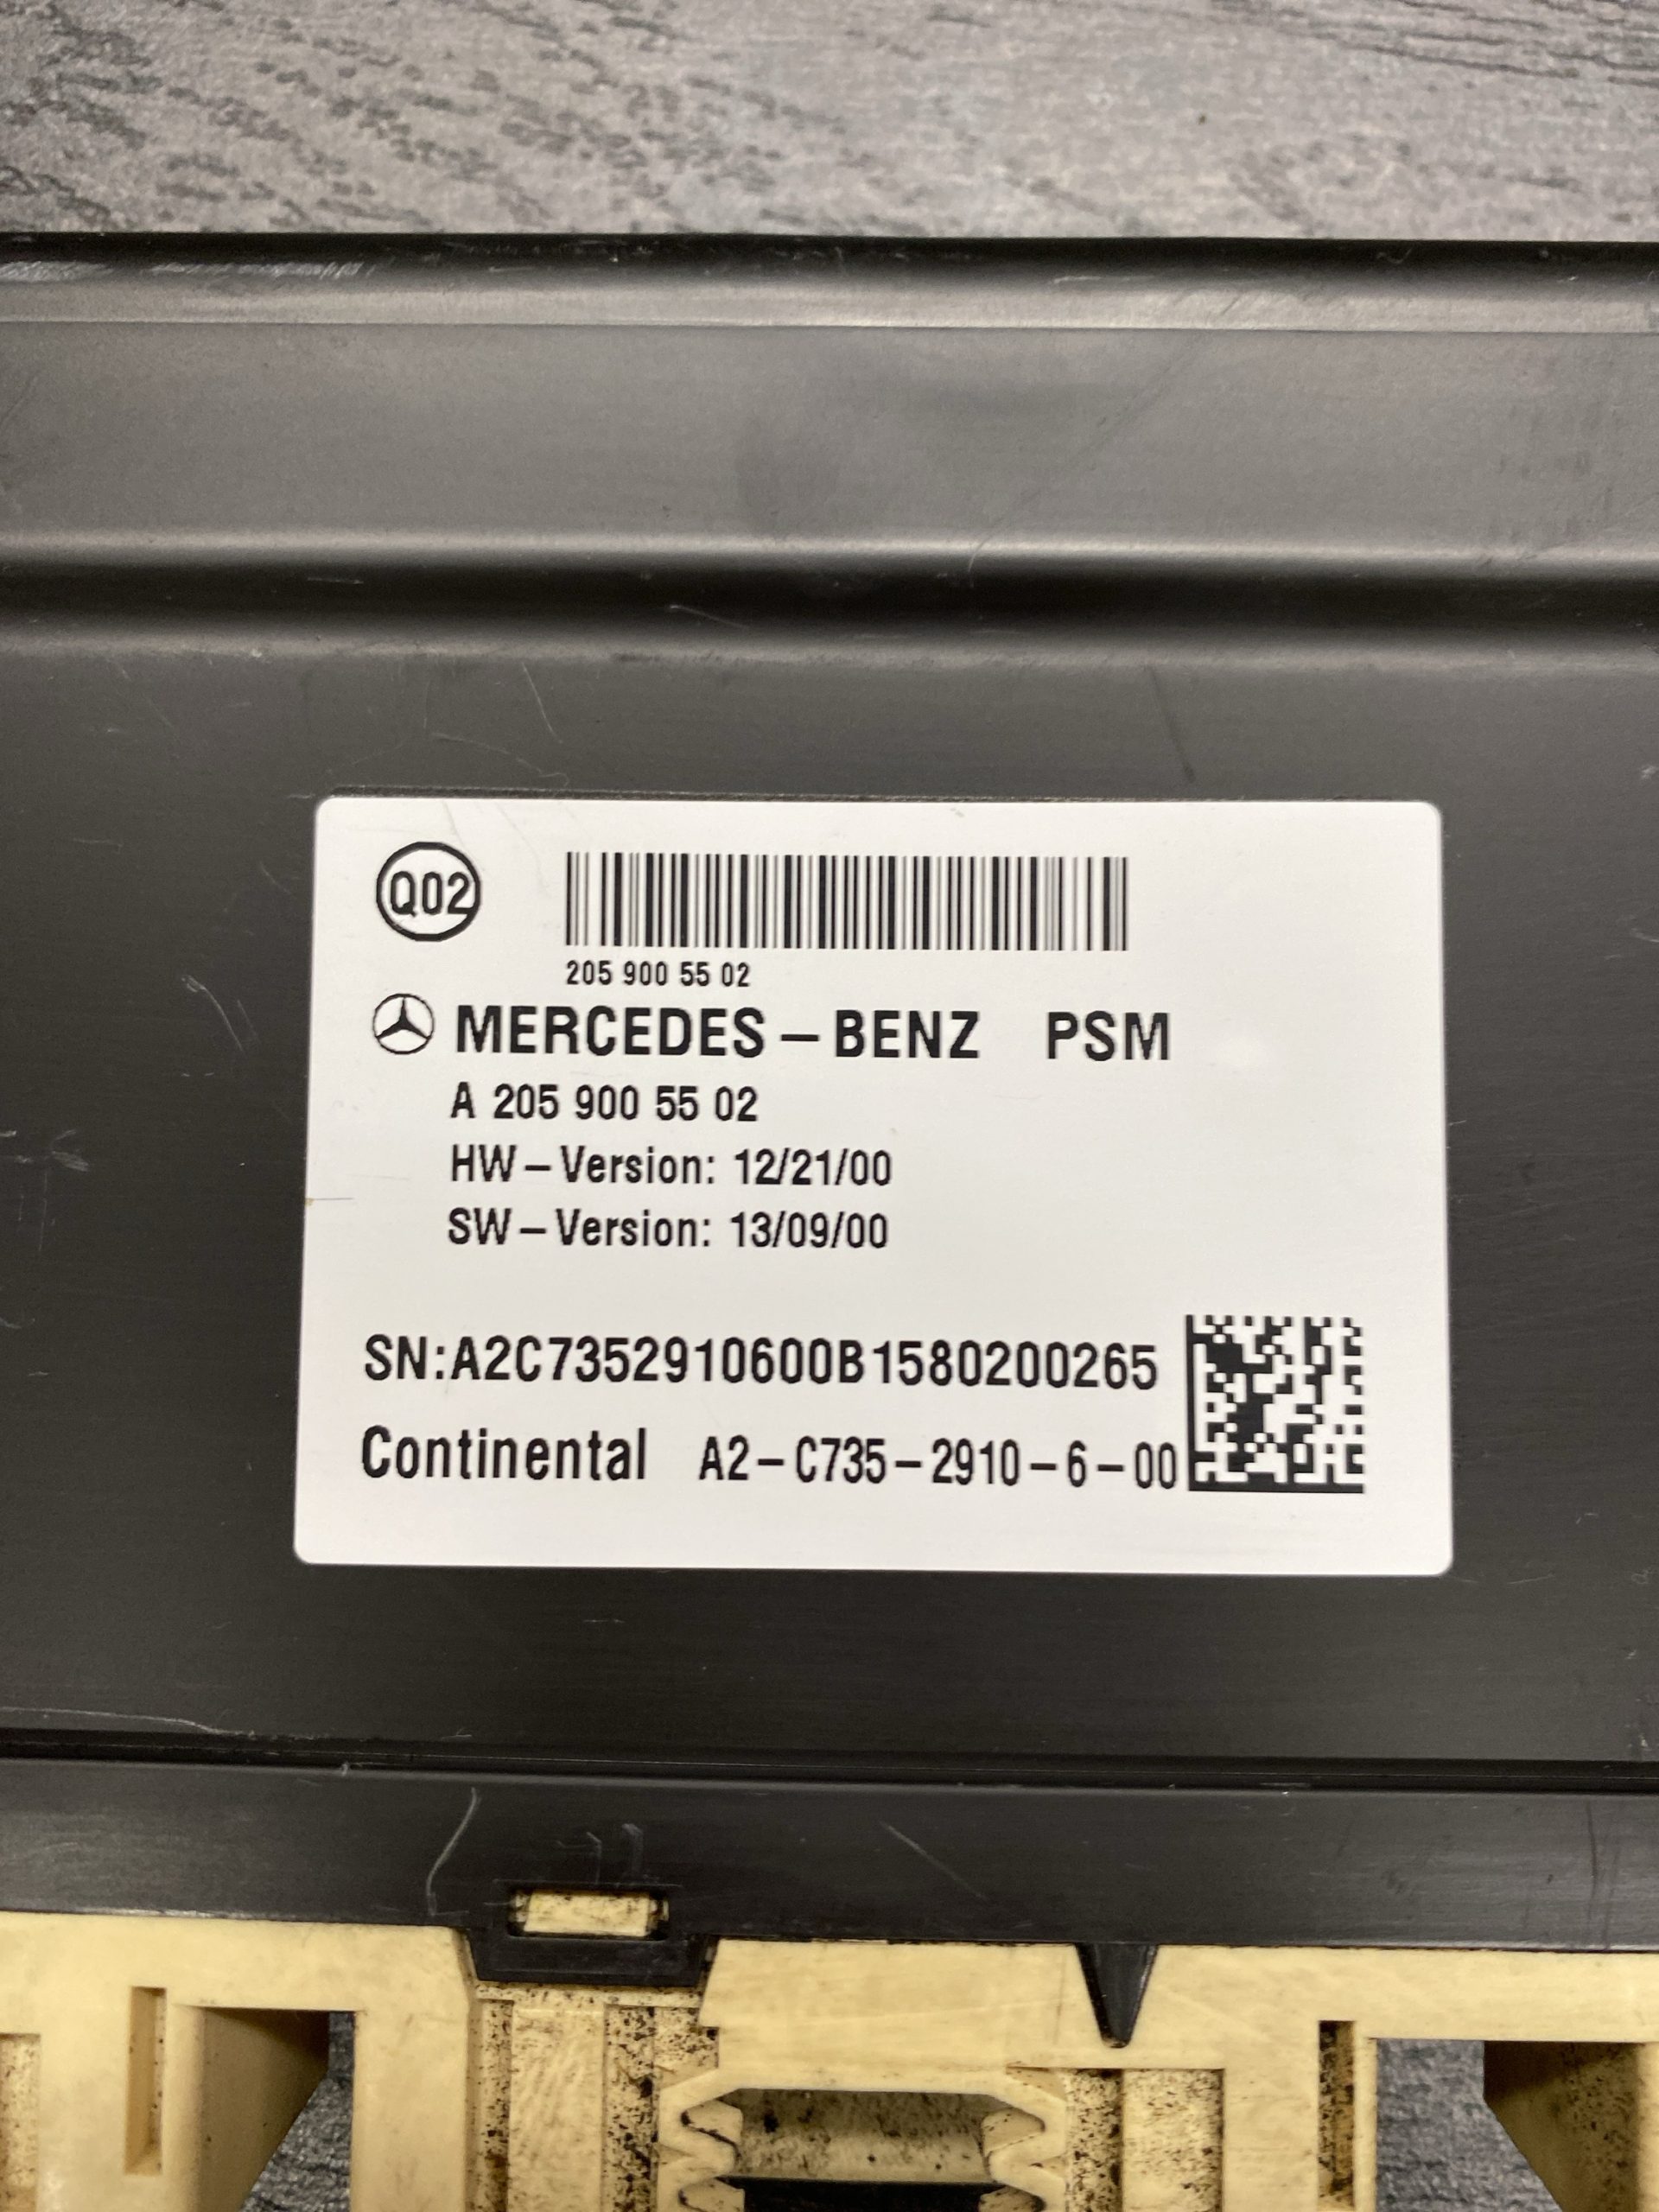 Q02
205 900 55 02
MERCEDES-BENZ PSM
A 205 900 55 02
HW-Version: 12/21/00
SW-Version: 13/09/00
SN:A2C7352910600B1580200265
Continental A2-C735-2910-6-00